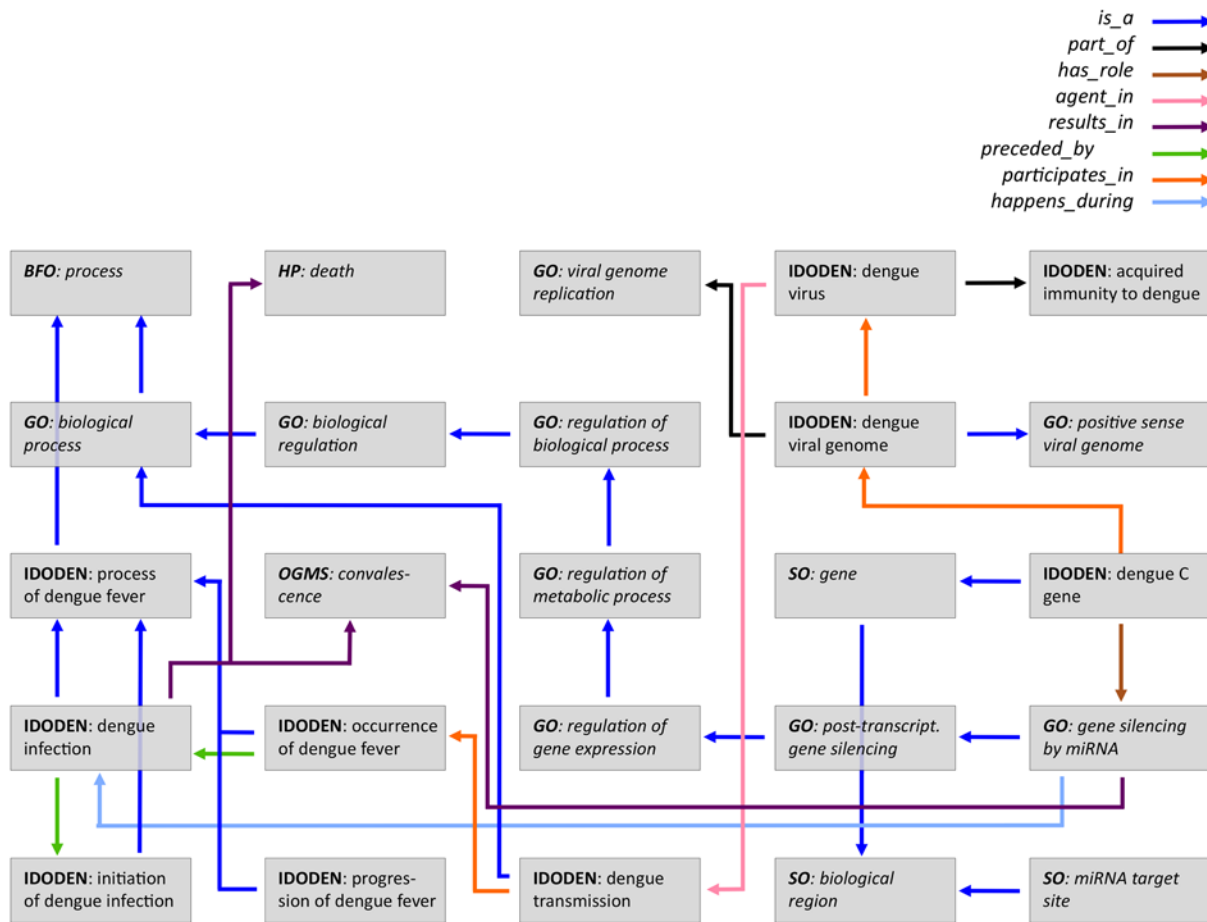 is_a
part_of
has_role
agent_in
results_in
preceded_by
participates_in
happens_during
BFO: process
HP: death
GO: viral genome
replication
IDODEN: dengue
virus
IDODEN: acquired
immunity to dengue
GO: biological
process
GO: biological
regulation
GO: regulation of
biological process
IDODEN: dengue
viral genome
GO: positive sense
viral genome
IDODEN: process
of dengue fever
OGMS: convales-
cence
GO: regulation of
metabolic process
SO: gene
IDODEN: dengue C
gene
IDODEN: dengue
infection
IDODEN: occurrence
of dengue fever
GO: regulation of
gene expression
GO: post-transcript.
gene silencing
GO: gene silencing
by miRNA
IDODEN: initiation
of dengue infection
IDODEN: progres-
sion of dengue fever
IDODEN: dengue
transmission
SO: biological
region
SO: miRNA target
site